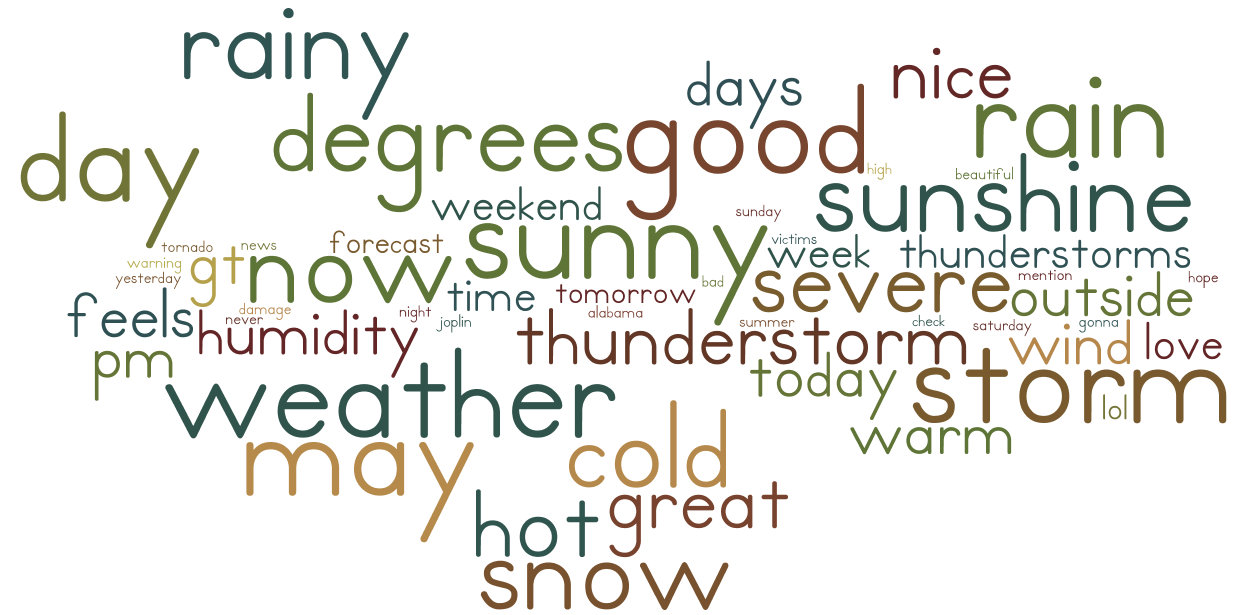 rainy
days
nice
rain
day
degrees
good
high
beautiful
sunshine
weekend
sunday
tornado
news
forecast
sunny
victims
week
thunderstorms
warning
gt
now
yesterday
bad
severe
mention
outside
hope
feels
damage
never
humidity
night
joplin
time
tomorrow
alabama
thunderstorm
summer
check
saturday
gonna
wind
love
pm
weather
today
storm
lol
warm
may
cold
great
hot
snow